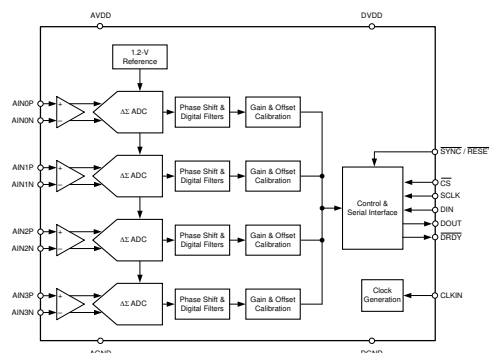 AVDD
DVDD
1.2-V
Reference
AIN0P
+
ΔΣ ADC
Phase Shift &
Digital Filters
Gain & Offset
Calibration
AIN0N
–
SYNC / RESET
AIN1P
+
ΔΣ ADC
Phase Shift &
Digital Filters
Gain & Offset
Calibration
AIN1N
–
CS
SCLK
Control &
Serial Interface
DIN
DOUT
DRDY
AIN2P
+
ΔΣ ADC
Phase Shift &
Digital Filters
Gain & Offset
Calibration
AIN2N
–
AIN3P
+
ΔΣ ADC
Phase Shift &
Digital Filters
Gain & Offset
Calibration
AIN3N
–
Clock
Generation
CLKIN
AGND
DGND